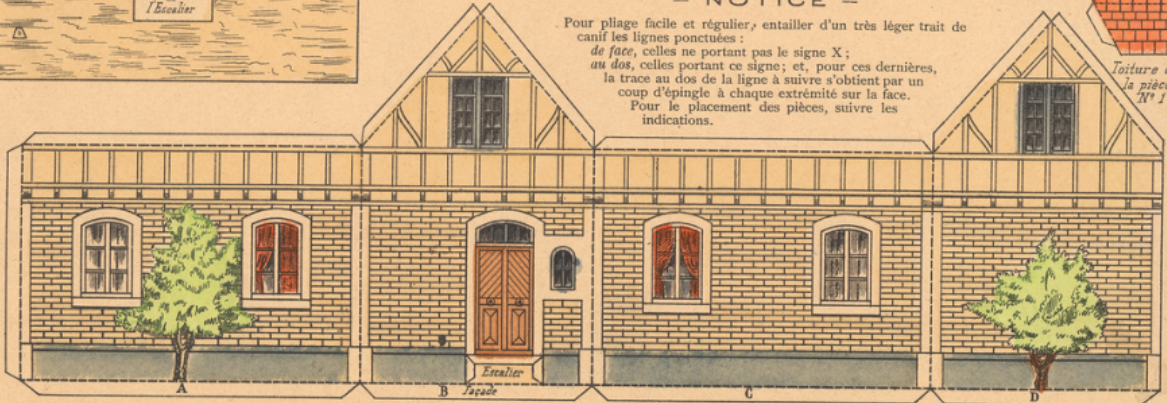 l'Escalier
— NOTICE —
Pour pliage facile et régulier, entailler d'un très léger trait de
canif les lignes ponctuées :
de face, celles ne portant pas le signe X ;
au dos, celles portant ce signe; et, pour ces dernières,
la trace au dos de la ligne à suivre s'obtient par un
coup d'épingle à chaque extrémité sur la face.
Pour le placement des pièces, suivre les
indications.
Toiture
la pièce
N° 1
Escalier
A
B
façade
C
D